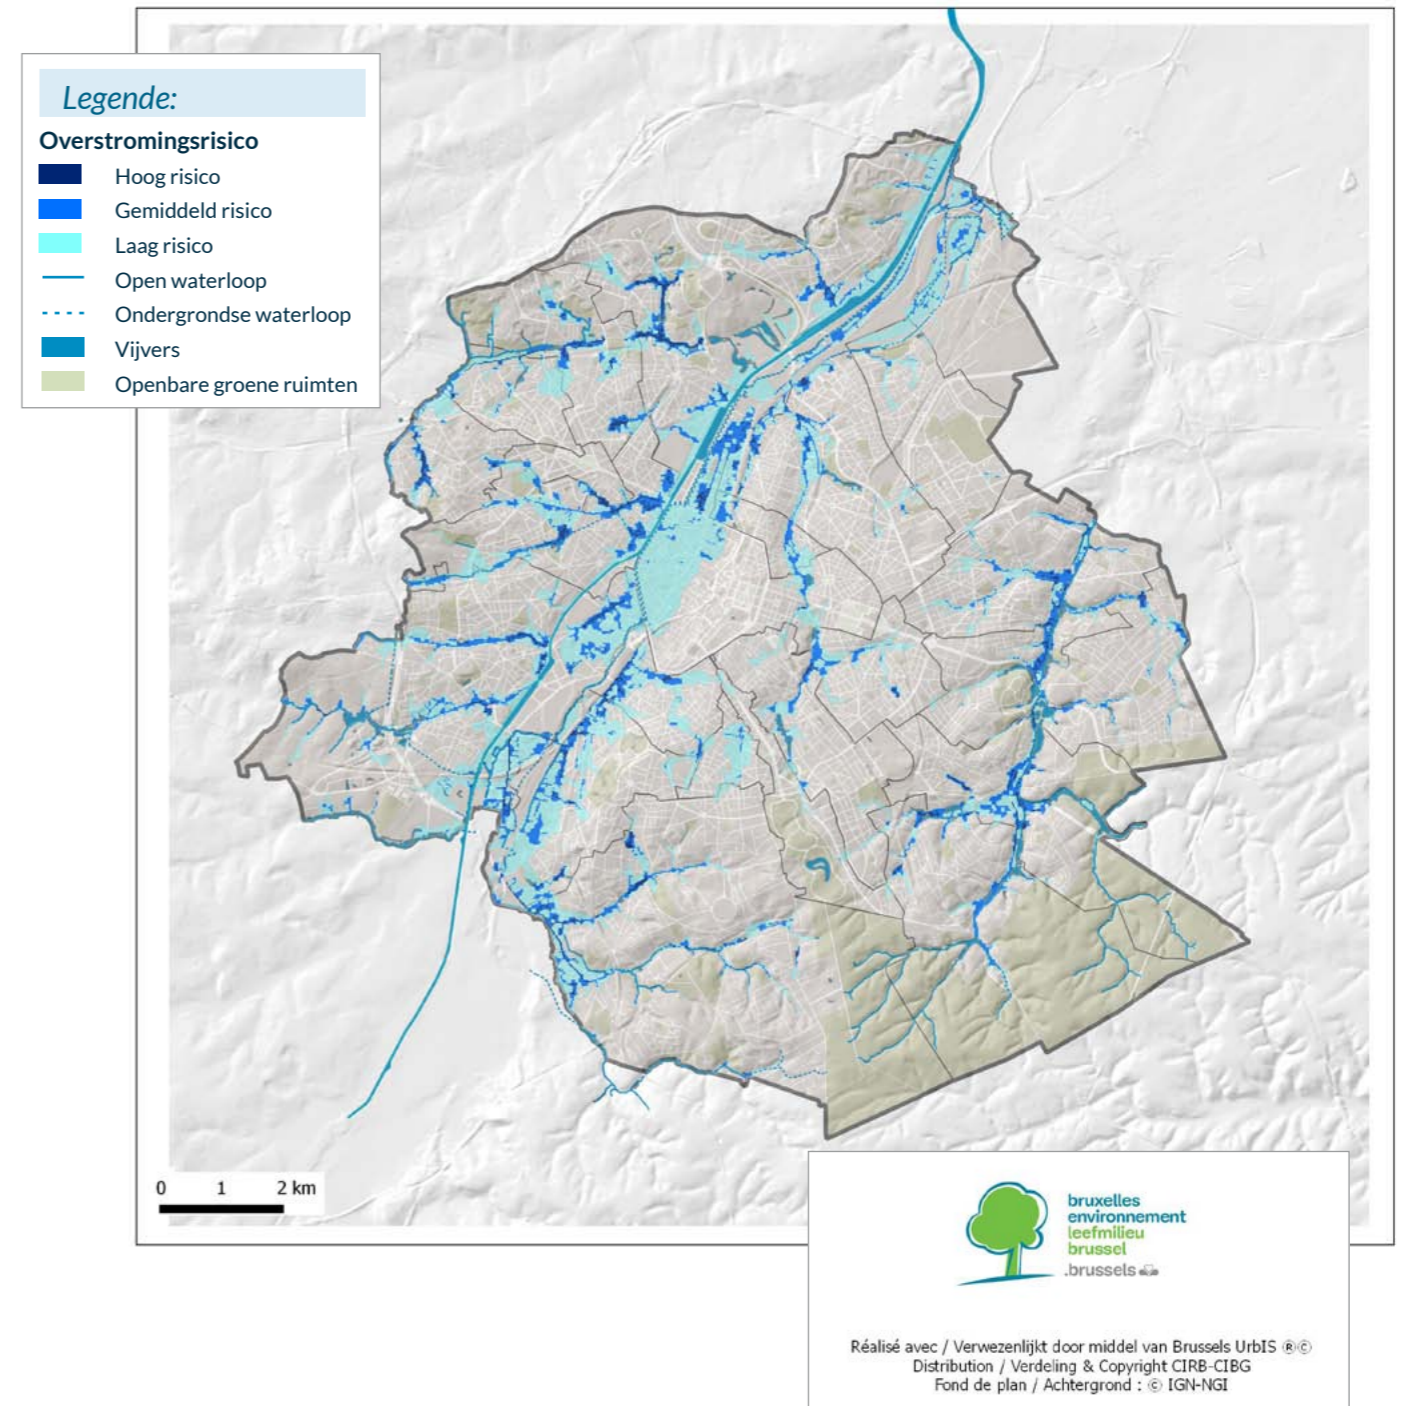 Legende:
Overstromingsrisico
Hoog risico
Gemiddeld risico
Laag risico
Open waterloop
Ondergrondse waterloop
Vijvers
Openbare groene ruimten
0 1 2 km
bruxelles
environnement
leefmilieu
brussel
.brussels
Réalisé avec / Verwezenlijkt door middel van Brussels UrbIS ®©
Distribution / Verdeling & Copyright CIRB-CIBG
Fond de plan / Achtergrond : © IGN-NGI